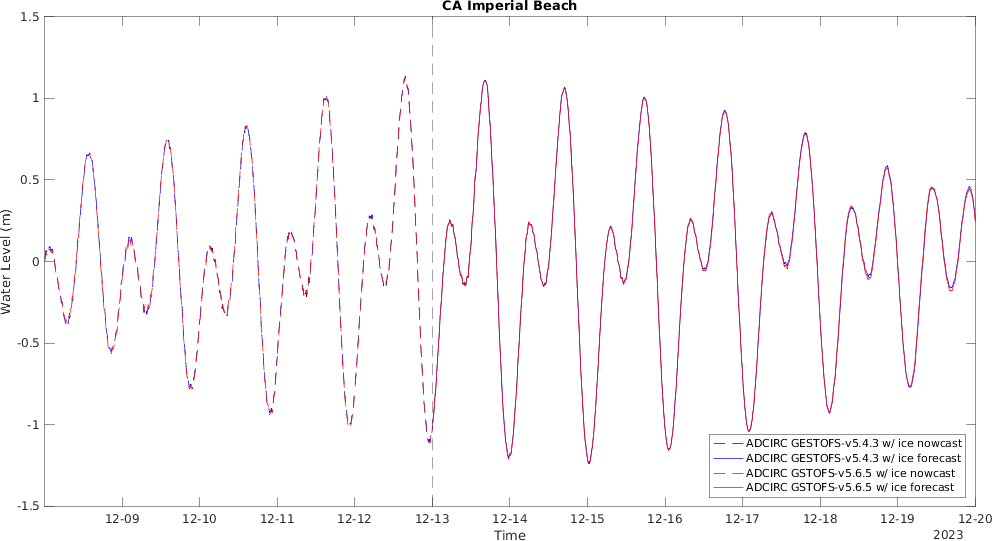 CA Imperial Beach
1.5
1
0.5
0
-0.5
-1
-1.5
Water Level (m)
ADCIRC GESTOFS-v5.4.3 w/ ice nowcast
ADCIRC GESTOFS-v5.4.3 w/ ice forecast
ADCIRC GSTOFS-v5.6.5 w/ ice nowcast
ADCIRC GSTOFS-v5.6.5 w/ ice forecast
12-09 12-10 12-11 12-12 12-13 12-14 12-15 12-16 12-17 12-18 12-19 12-20
Time
2023